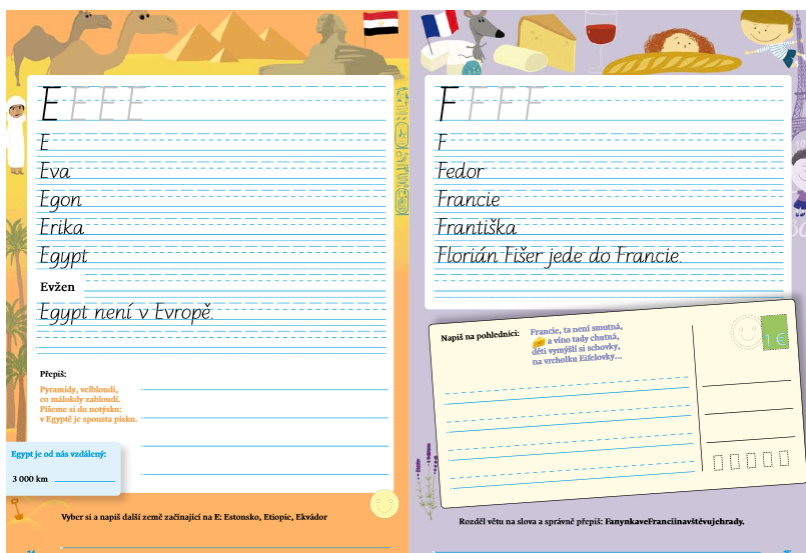 E E E E
E
Eva
Egon
Erika
Egypt
Evžen
Egypt není v Evropě.
Přepiš:
Pyramidy, velbloudi,
co málokdy zabloudí.
Píšeme si do notýsku:
v Egyptě je spousta písku.
Egypt je od nás vzdálený:
3 000 km
Vyber si a napiš další země začínající na E: Estonsko, Etiopie, Ekvádor
F F F F
F
Fedor
Francie
Františka
Florián Fišer jede do Francie.
Napiš na pohlednici:
Francie, ta není smutná,
a víno tady chutná,
děti vymýšlí si schovky,
na vrcholku Eifelovky...
1 €
Rozděl větu na slova a správně přepiš: FanynkaveFranciinavštěvujehrady.